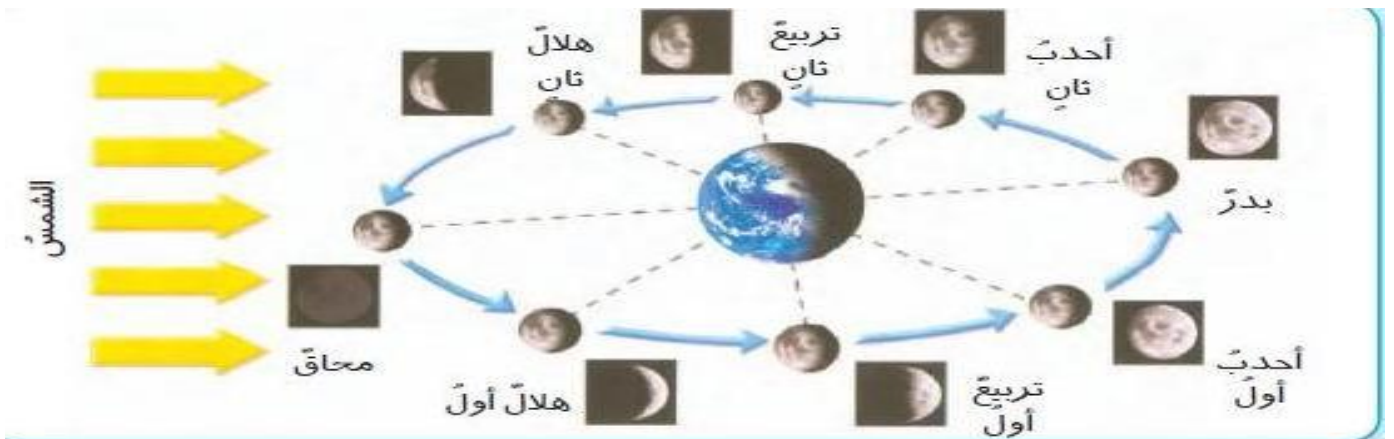 أحدبٌ
ثانٍ
تربيعٌ
ثانٍ
هلالٌ
ثانٍ
بدرٌ
الشمسُ
محاقٌ
هلالٌ أولُ
تربيعٌ
أولُ
أحدبٌ
أولُ